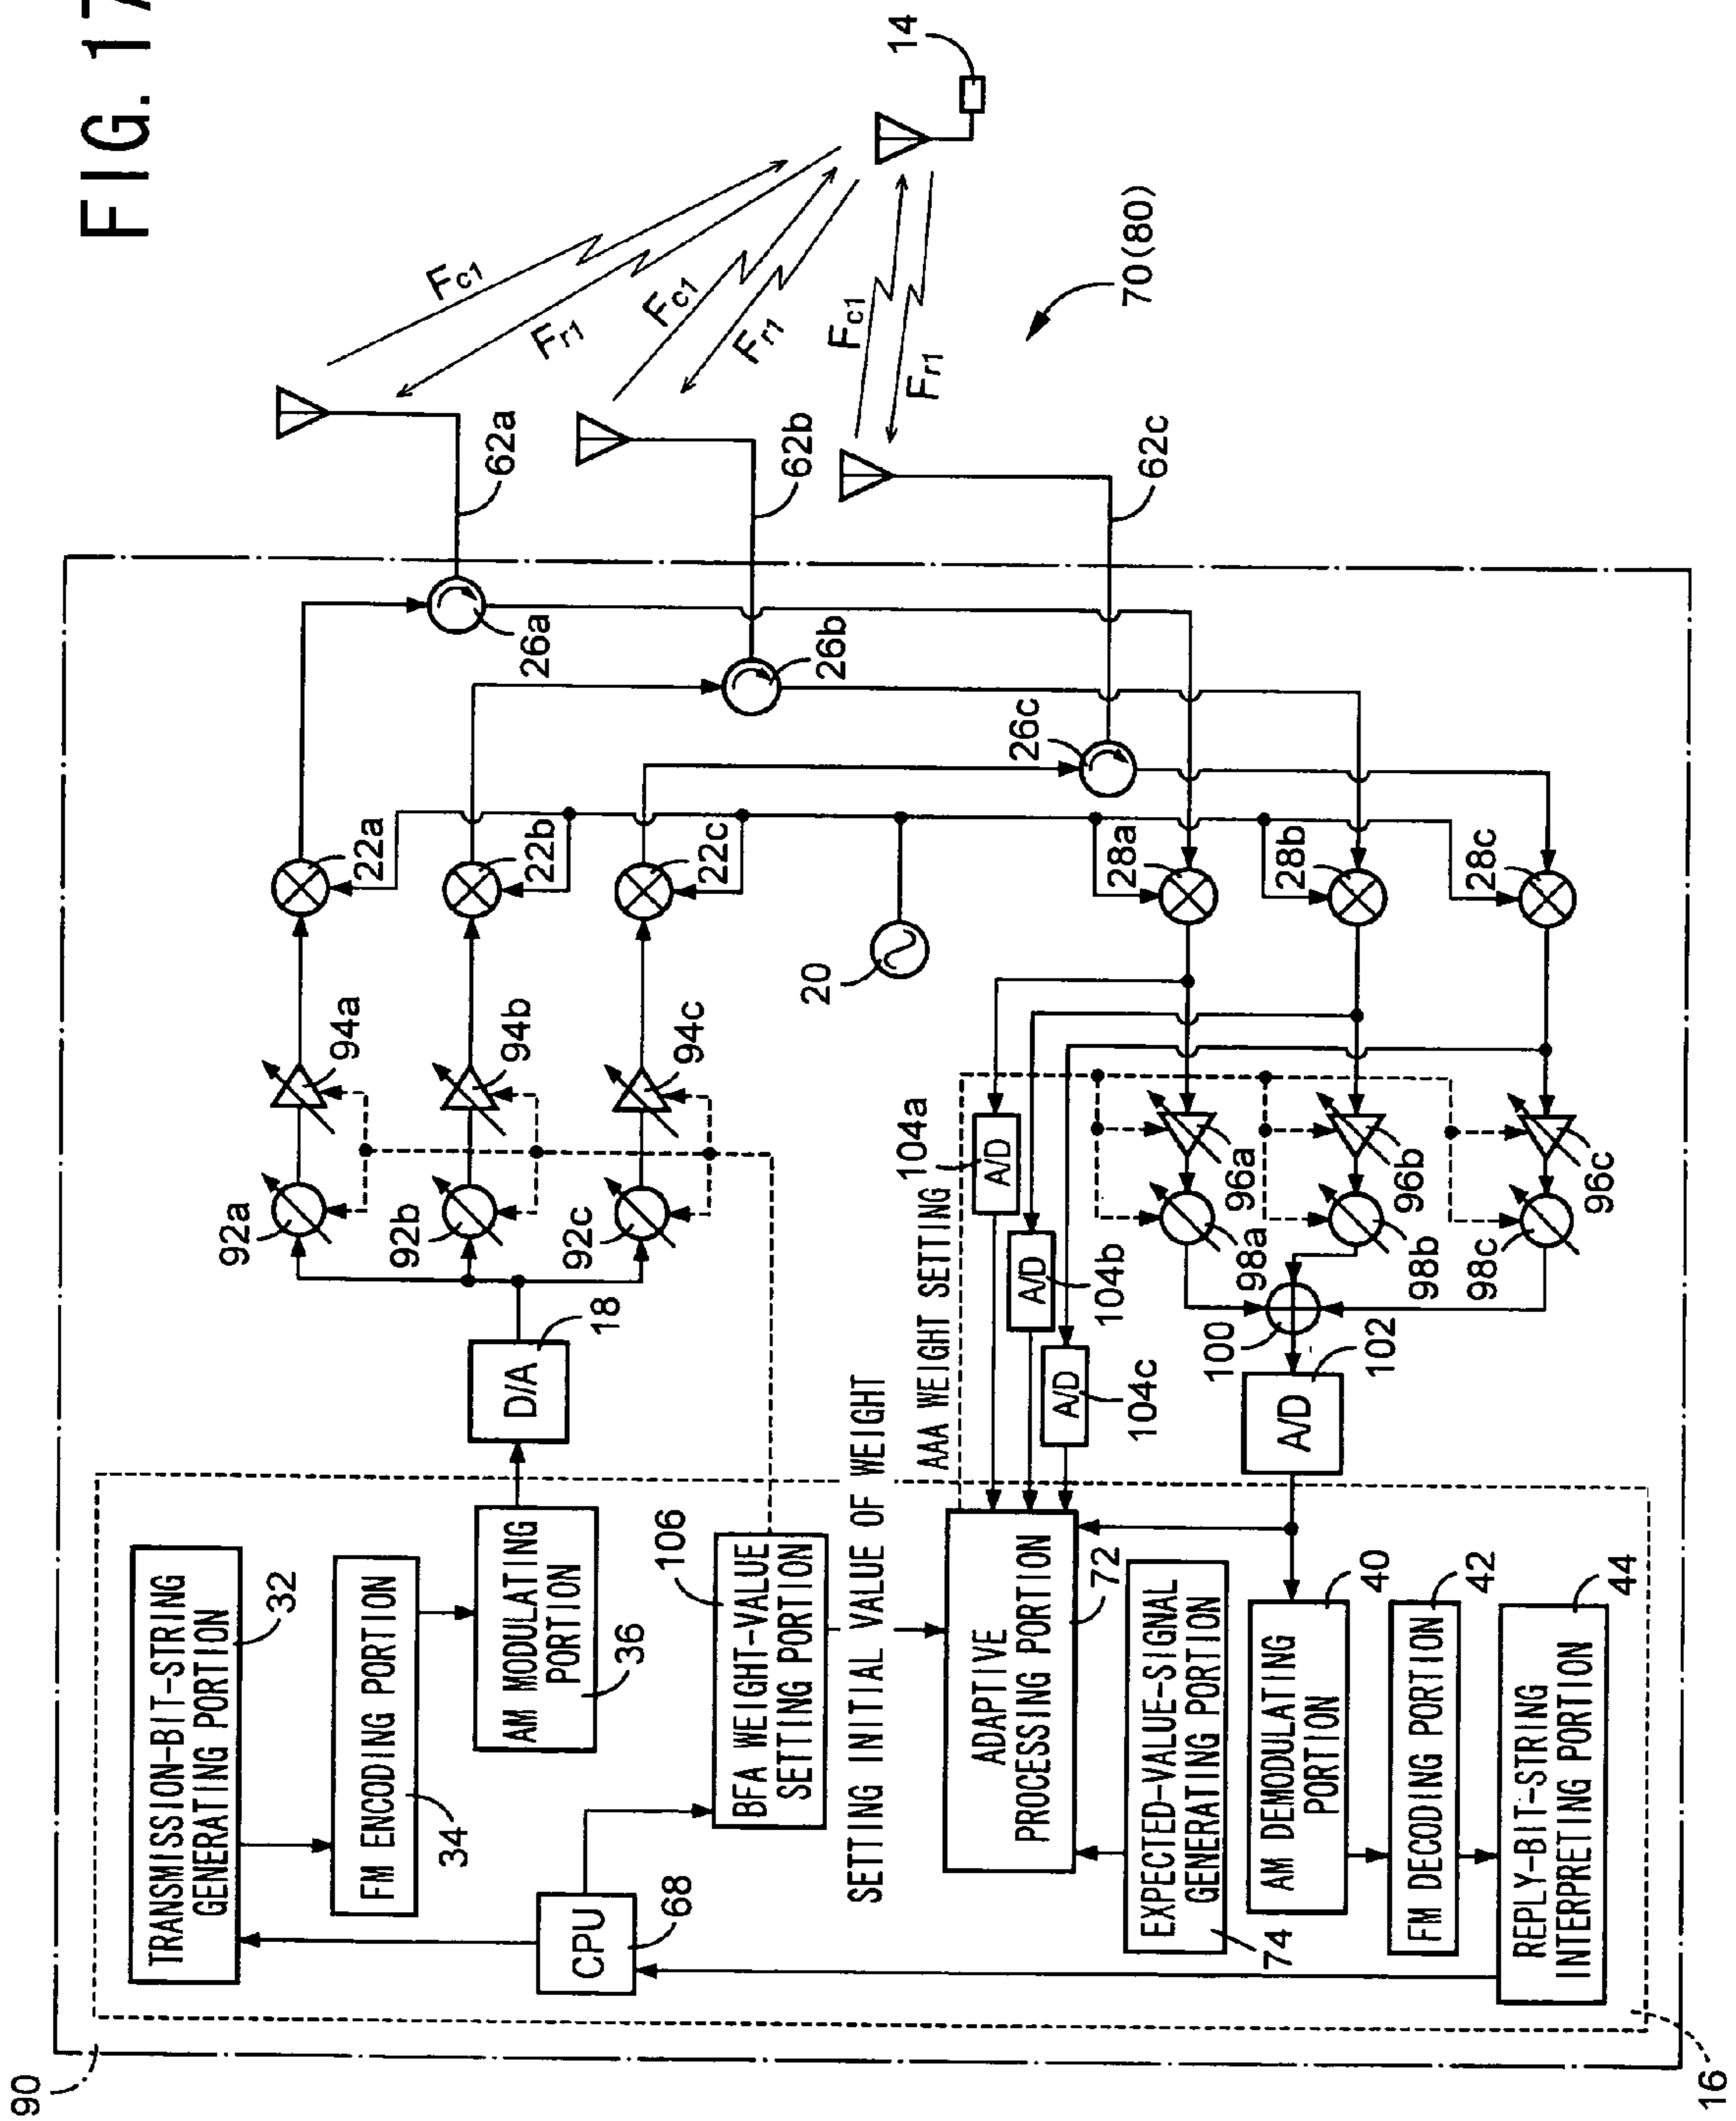 FIG. 17
90
TRANSMISSION-BIT-STRING
GENERATING PORTION
32
FM ENCODING PORTION
34
AM MODULATING
PORTION
36
CPU
68
BFA WEIGHT-VALUE
SETTING PORTION
106
SETTING INITIAL VALUE OF WEIGHT
AAA WEIGHT SETTING
ADAPTIVE
PROCESSING PORTION
72
EXPECTED-VALUE-SIGNAL
GENERATING PORTION
74
AM DEMODULATING
PORTION
40
FM DECODING PORTION
42
REPLY-BIT-STRING
INTERPRETING PORTION
44
16
D/A
18
92a
92b
92c
94a
94b
94c
22a
22b
22c
20
26a
26b
26c
62a
62b
62c
Fc1
Fr1
Fc1
Fr1
Fc1
Fr1
14
70(80)
28a
28b
28c
A/D
104a
A/D
104b
A/D
104c
96a
96b
96c
98a
98b
98c
100
A/D
102